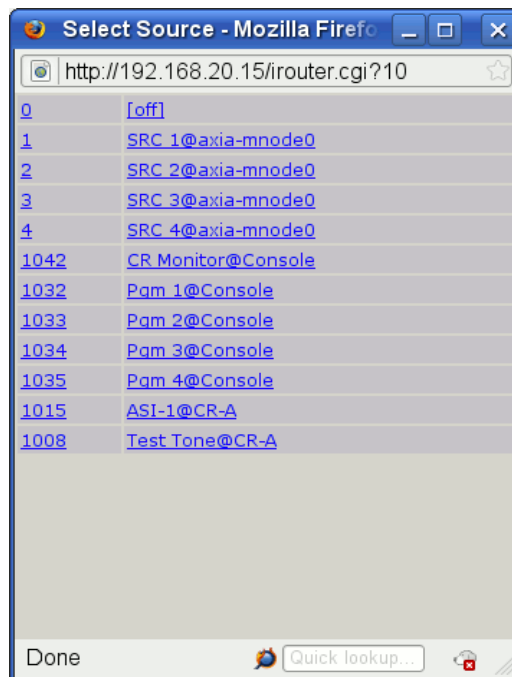 Select Source - Mozilla Firefo
http://192.168.20.15/irouter.cgi?10
0 [off]
1 SRC 1@axia-mnode0
2 SRC 2@axia-mnode0
3 SRC 3@axia-mnode0
4 SRC 4@axia-mnode0
1042 CR Monitor@Console
1032 Pgm 1@Console
1033 Pgm 2@Console
1034 Pgm 3@Console
1035 Pgm 4@Console
1015 ASI-1@CR-A
1008 Test Tone@CR-A
Done Quick lookup...